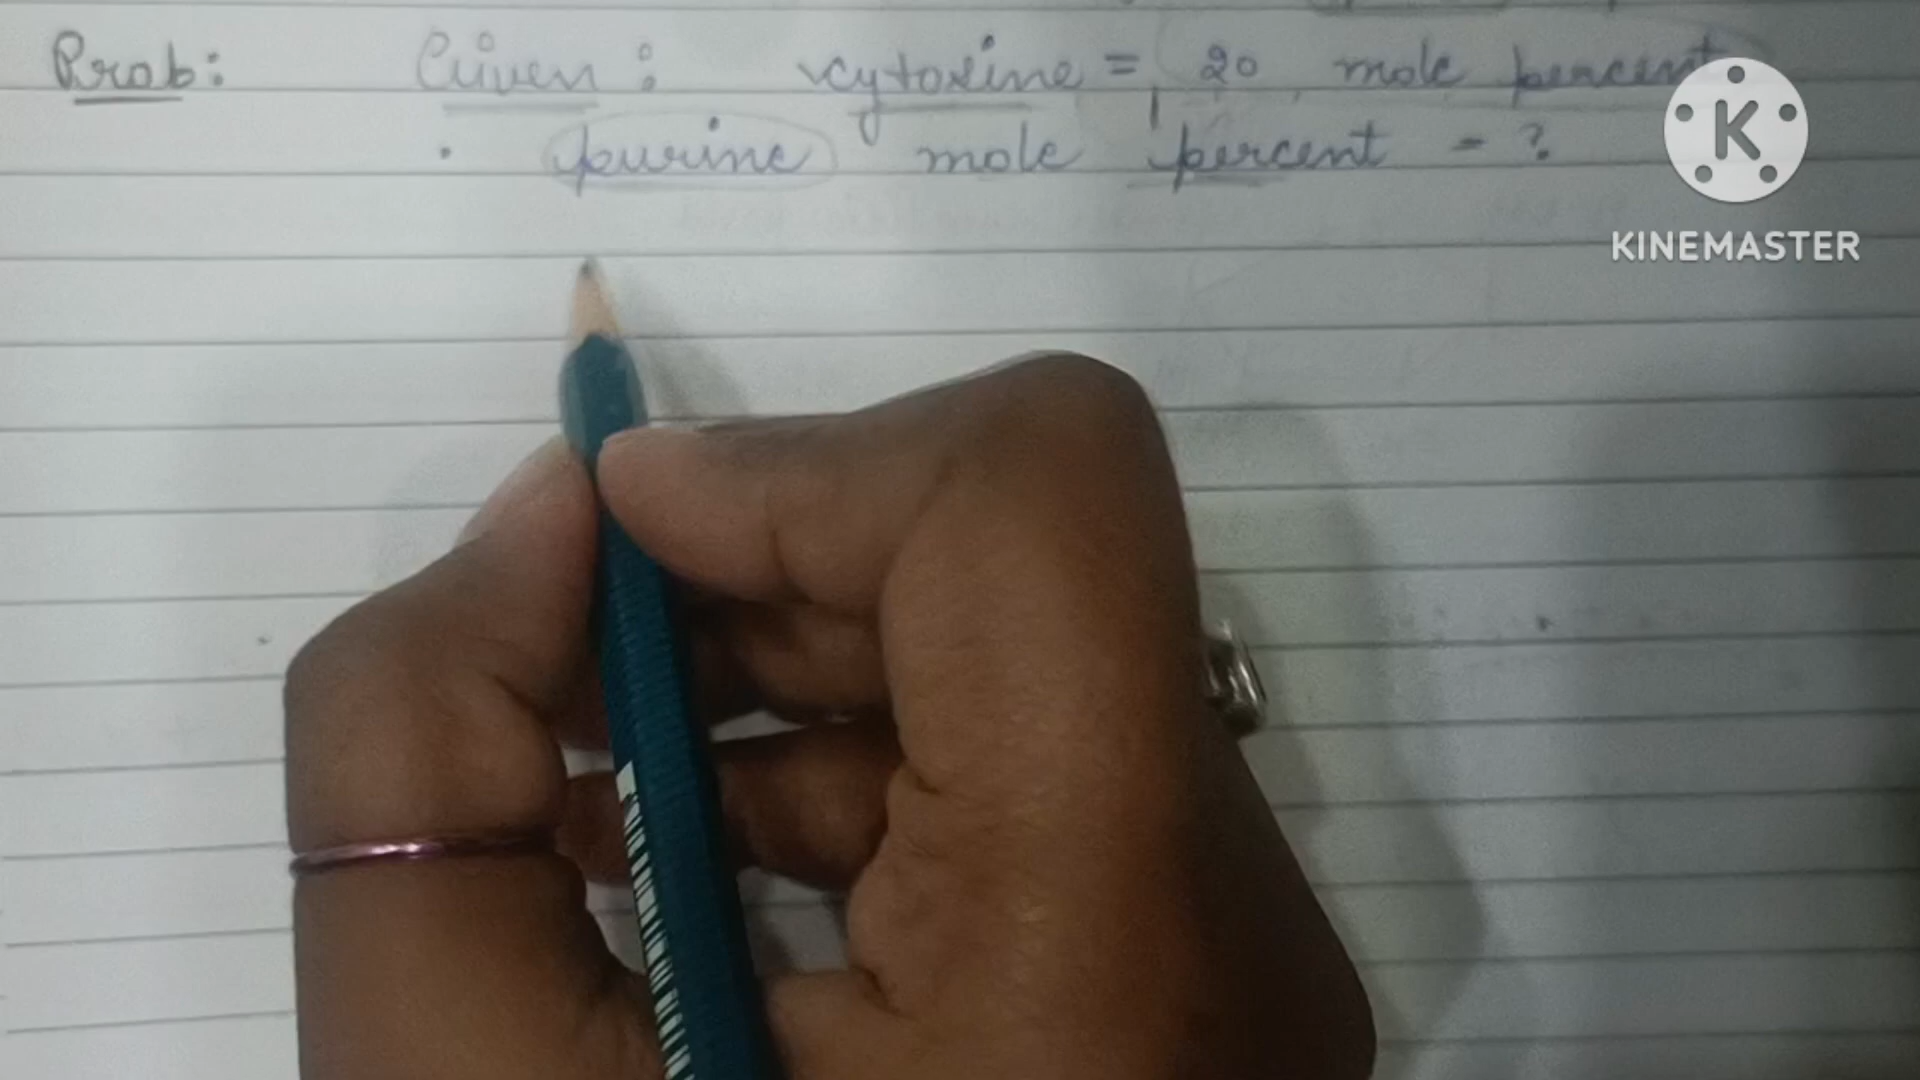 Prob: Given: cytosine = 20 mole percent
. purine mole percent = ?
KINEMASTER